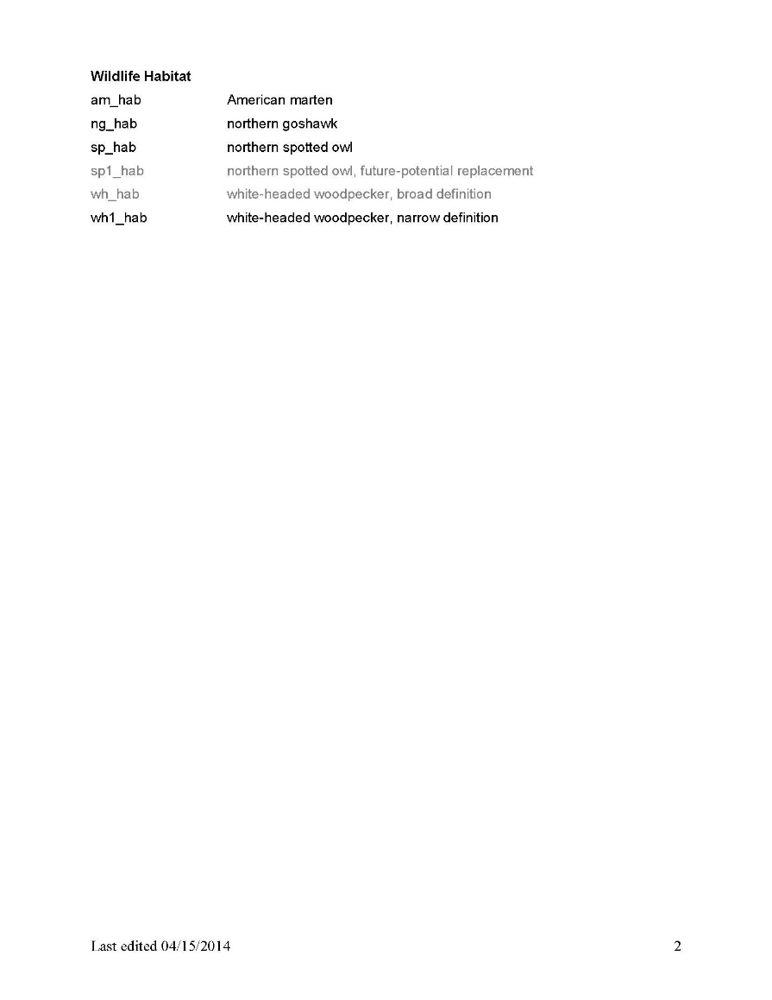 Wildlife Habitat
am_hab American marten
ng_hab northern goshawk
sp_hab northern spotted owl
sp1_hab northern spotted owl, future-potential replacement
wh_hab white-headed woodpecker, broad definition
wh1_hab white-headed woodpecker, narrow definition
Last edited 04/15/2014 2